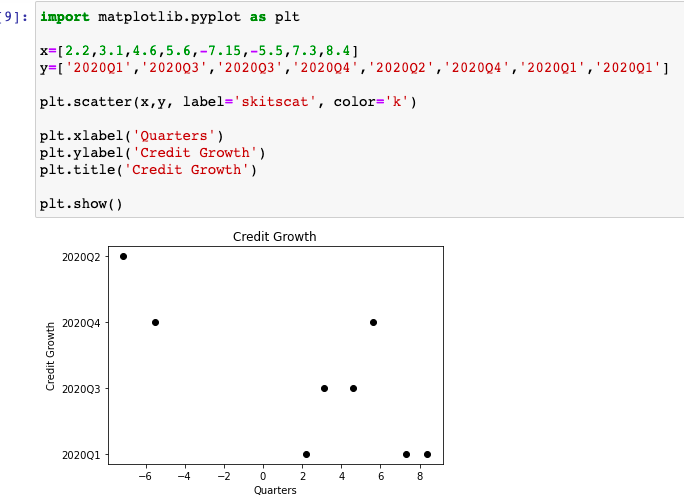 9]:
import matplotlib.pyplot as plt
x=[2.2,3.1,4.6,5.6,-7.15,-5.5,7.3,8.4]
y=['2020Q1','2020Q3','2020Q3','2020Q4','2020Q2','2020Q4','2020Q1','2020Q1']
plt.scatter(x,y, label='skitscat', color='k')
plt.xlabel('Quarters')
plt.ylabel('Credit Growth')
plt.title('Credit Growth')
plt.show()
Credit Growth
2020Q2
2020Q4
2020Q3
2020Q1
Credit Growth
−6 −4 −2 0 2 4 6 8
Quarters